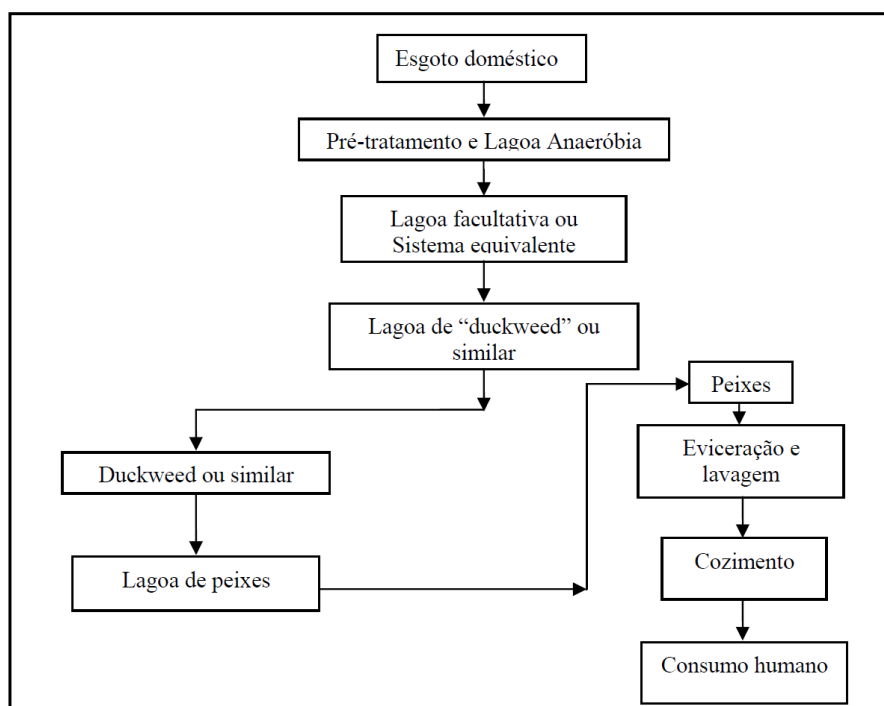 Esgoto doméstico
Pré-tratamento e Lagoa Anaeróbia
Lagoa facultativa ou
Sistema equivalente
Lagoa de “duckweed” ou
similar
Peixes
Eviceração e
lavagem
Duckweed ou similar
Cozimento
Lagoa de peixes
Consumo humano